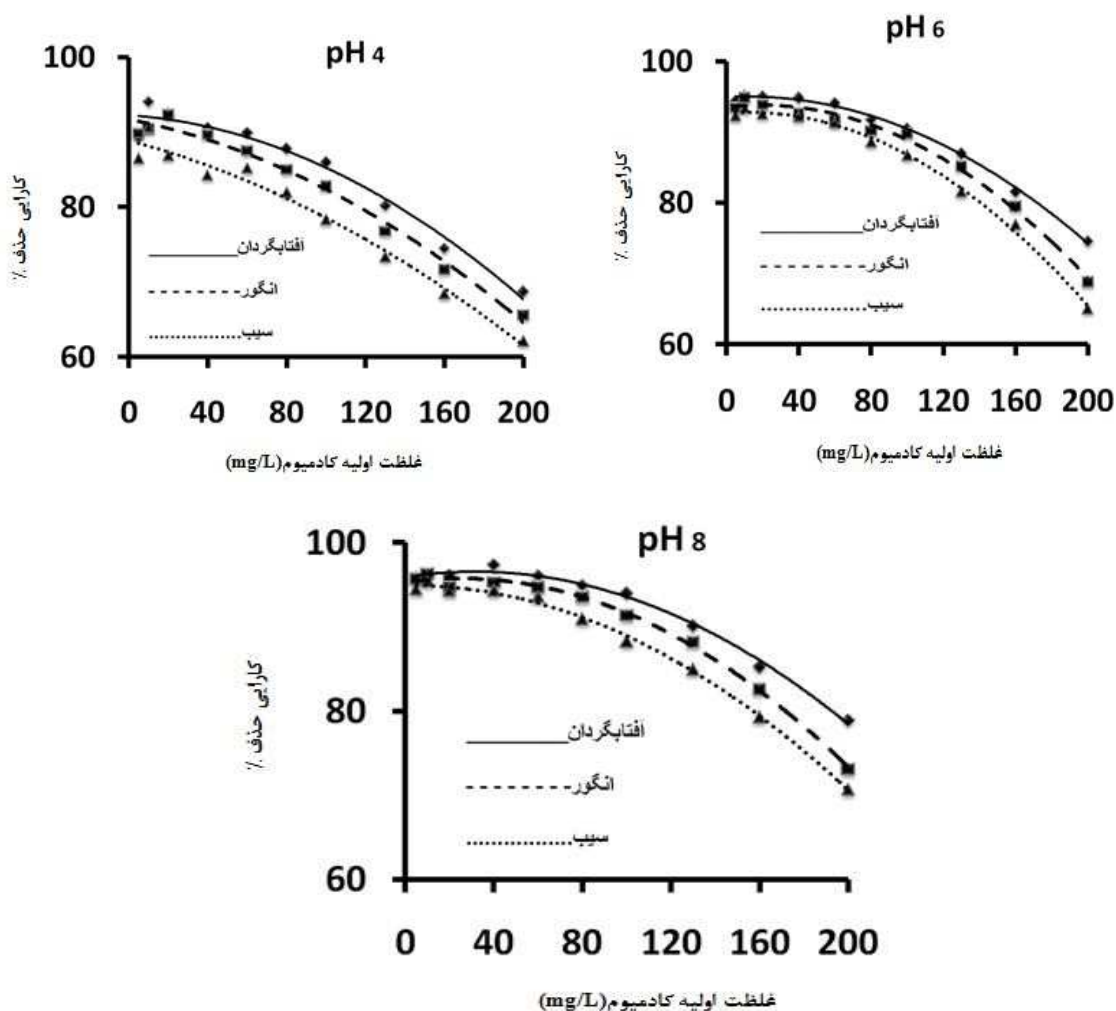 pH 4
100
80
60
کارایی حذف %
افتابگردان
انگور
سیب
0 40 80 120 160 200
غلظت اولیه کادمیوم(mg/L)
pH 6
100
80
60
کارایی حذف %
افتابگردان
انگور
سیب
0 40 80 120 160 200
غلظت اولیه کادمیوم(mg/L)
pH 8
100
80
60
کارایی حذف %
افتابگردان
انگور
سیب
0 40 80 120 160 200
غلظت اولیه کادمیوم(mg/L)